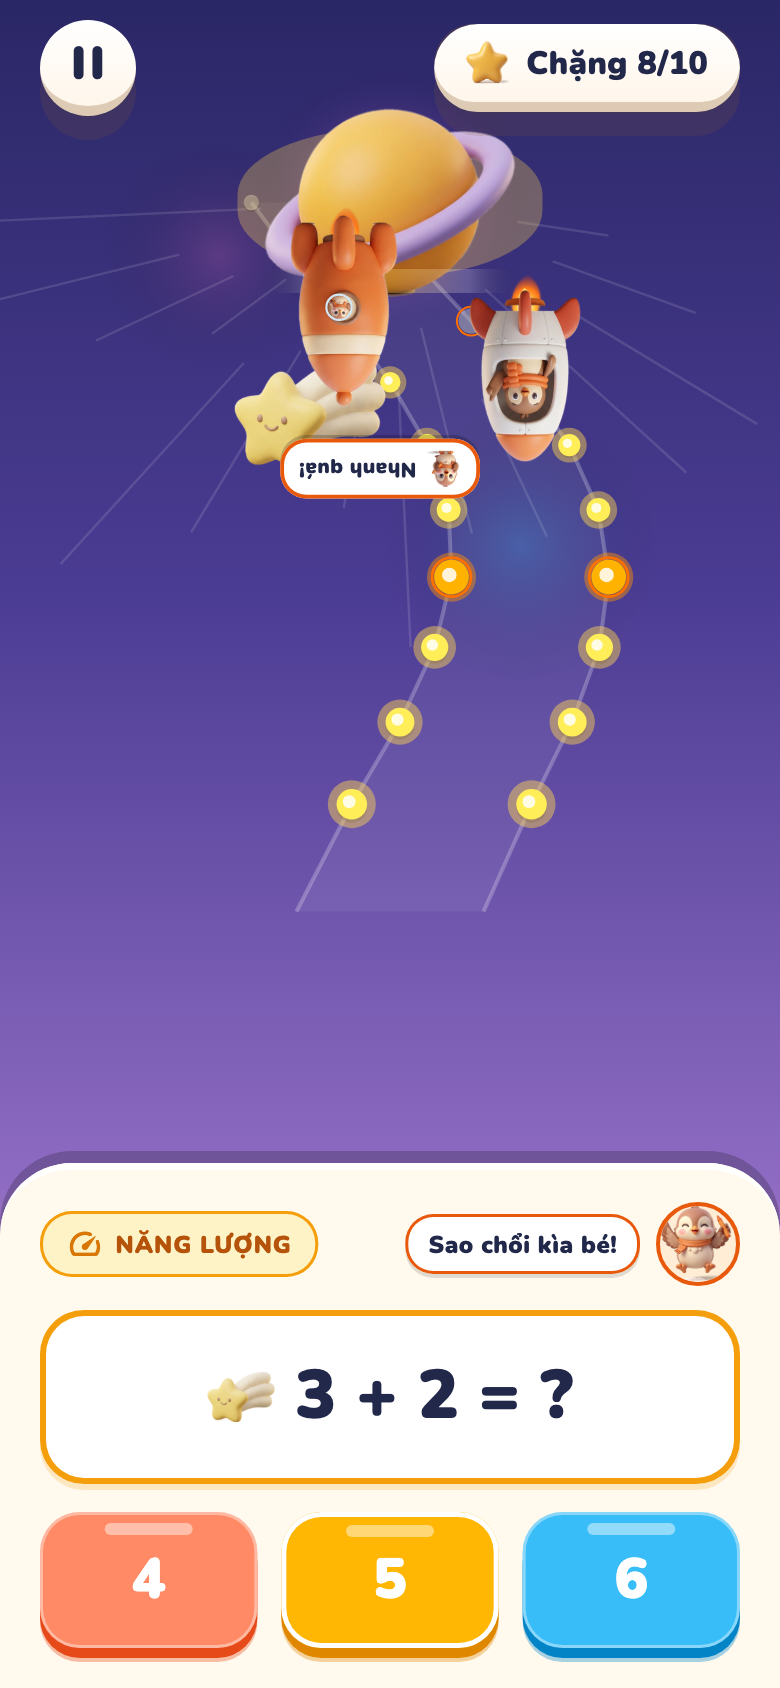 Chặng 8/10
Nhanh quá!
NĂNG LƯỢNG
Sao chổi kìa bé!
3 + 2 = ?
4
5
6